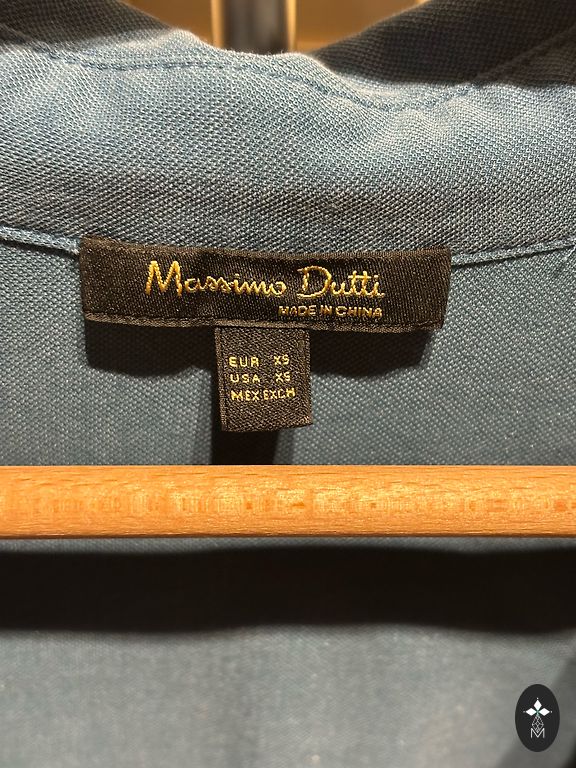 Massimo Dutti
MADE IN CHINA
EUR XS
USA XS
MEX EXCH
M